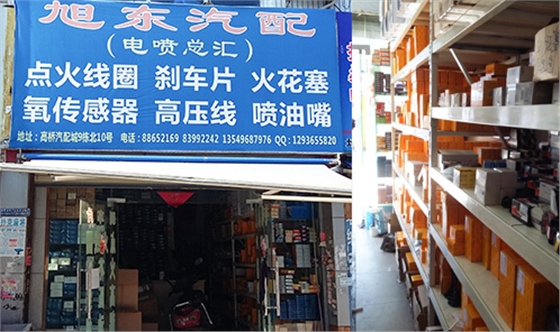 旭东汽配
(电喷总汇)
点火线圈 刹车片 火花塞
氧传感器 高压线 喷油嘴
地址:高桥汽配城9栋北10号 电话:88652169 83992242 13549687976 QQ:1293655820